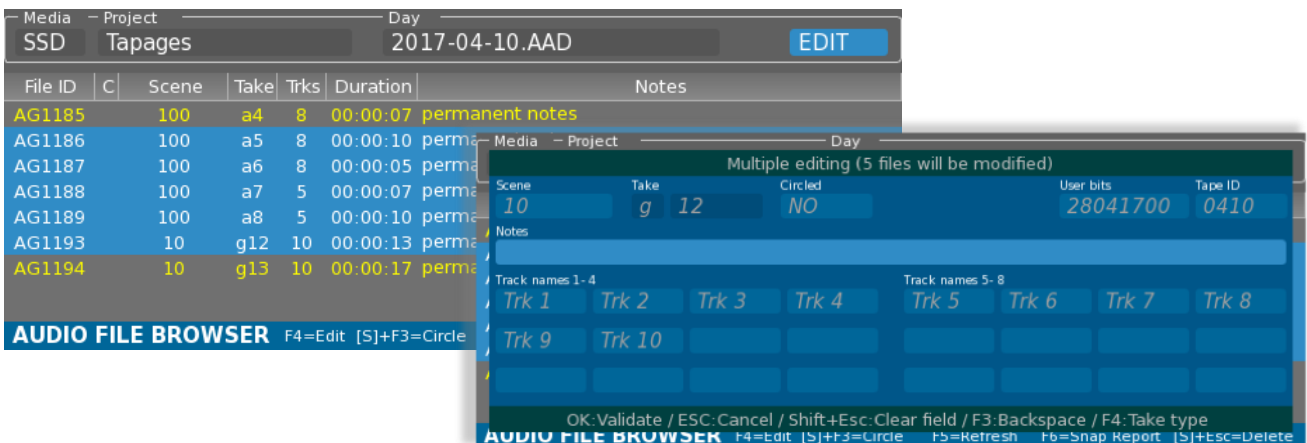 Media Project Day
SSD Tapages 2017-04-10.AAD EDIT
File ID C Scene Take Trks Duration Notes
AG1185 100 a4 8 00:00:07 permanent notes
AG1186 100 a5 8 00:00:10 perma
AG1187 100 a6 8 00:00:05 perma
AG1188 100 a7 5 00:00:07 perma
AG1189 100 a8 5 00:00:10 perma
AG1193 10 g12 10 00:00:13 perma
AG1194 10 g13 10 00:00:17 perma
AUDIO FILE BROWSER F4=Edit [S]+F3=Circle
Media Project Day
Multiple editing (5 files will be modified)
Scene Take Circled User bits Tape ID
10 g 12 NO 28041700 0410
Notes
Track names 1-4 Track names 5-8
Trk 1 Trk 2 Trk 3 Trk 4 Trk 5 Trk 6 Trk 7 Trk 8
Trk 9 Trk 10
OK:Validate / ESC:Cancel / Shift+Esc:Clear field / F3:Backspace / F4:Take type
AUDIO FILE BROWSER F4=Edit [S]+F3=Circle F5=Refresh F6=Snap Report [S]+Esc=Delete